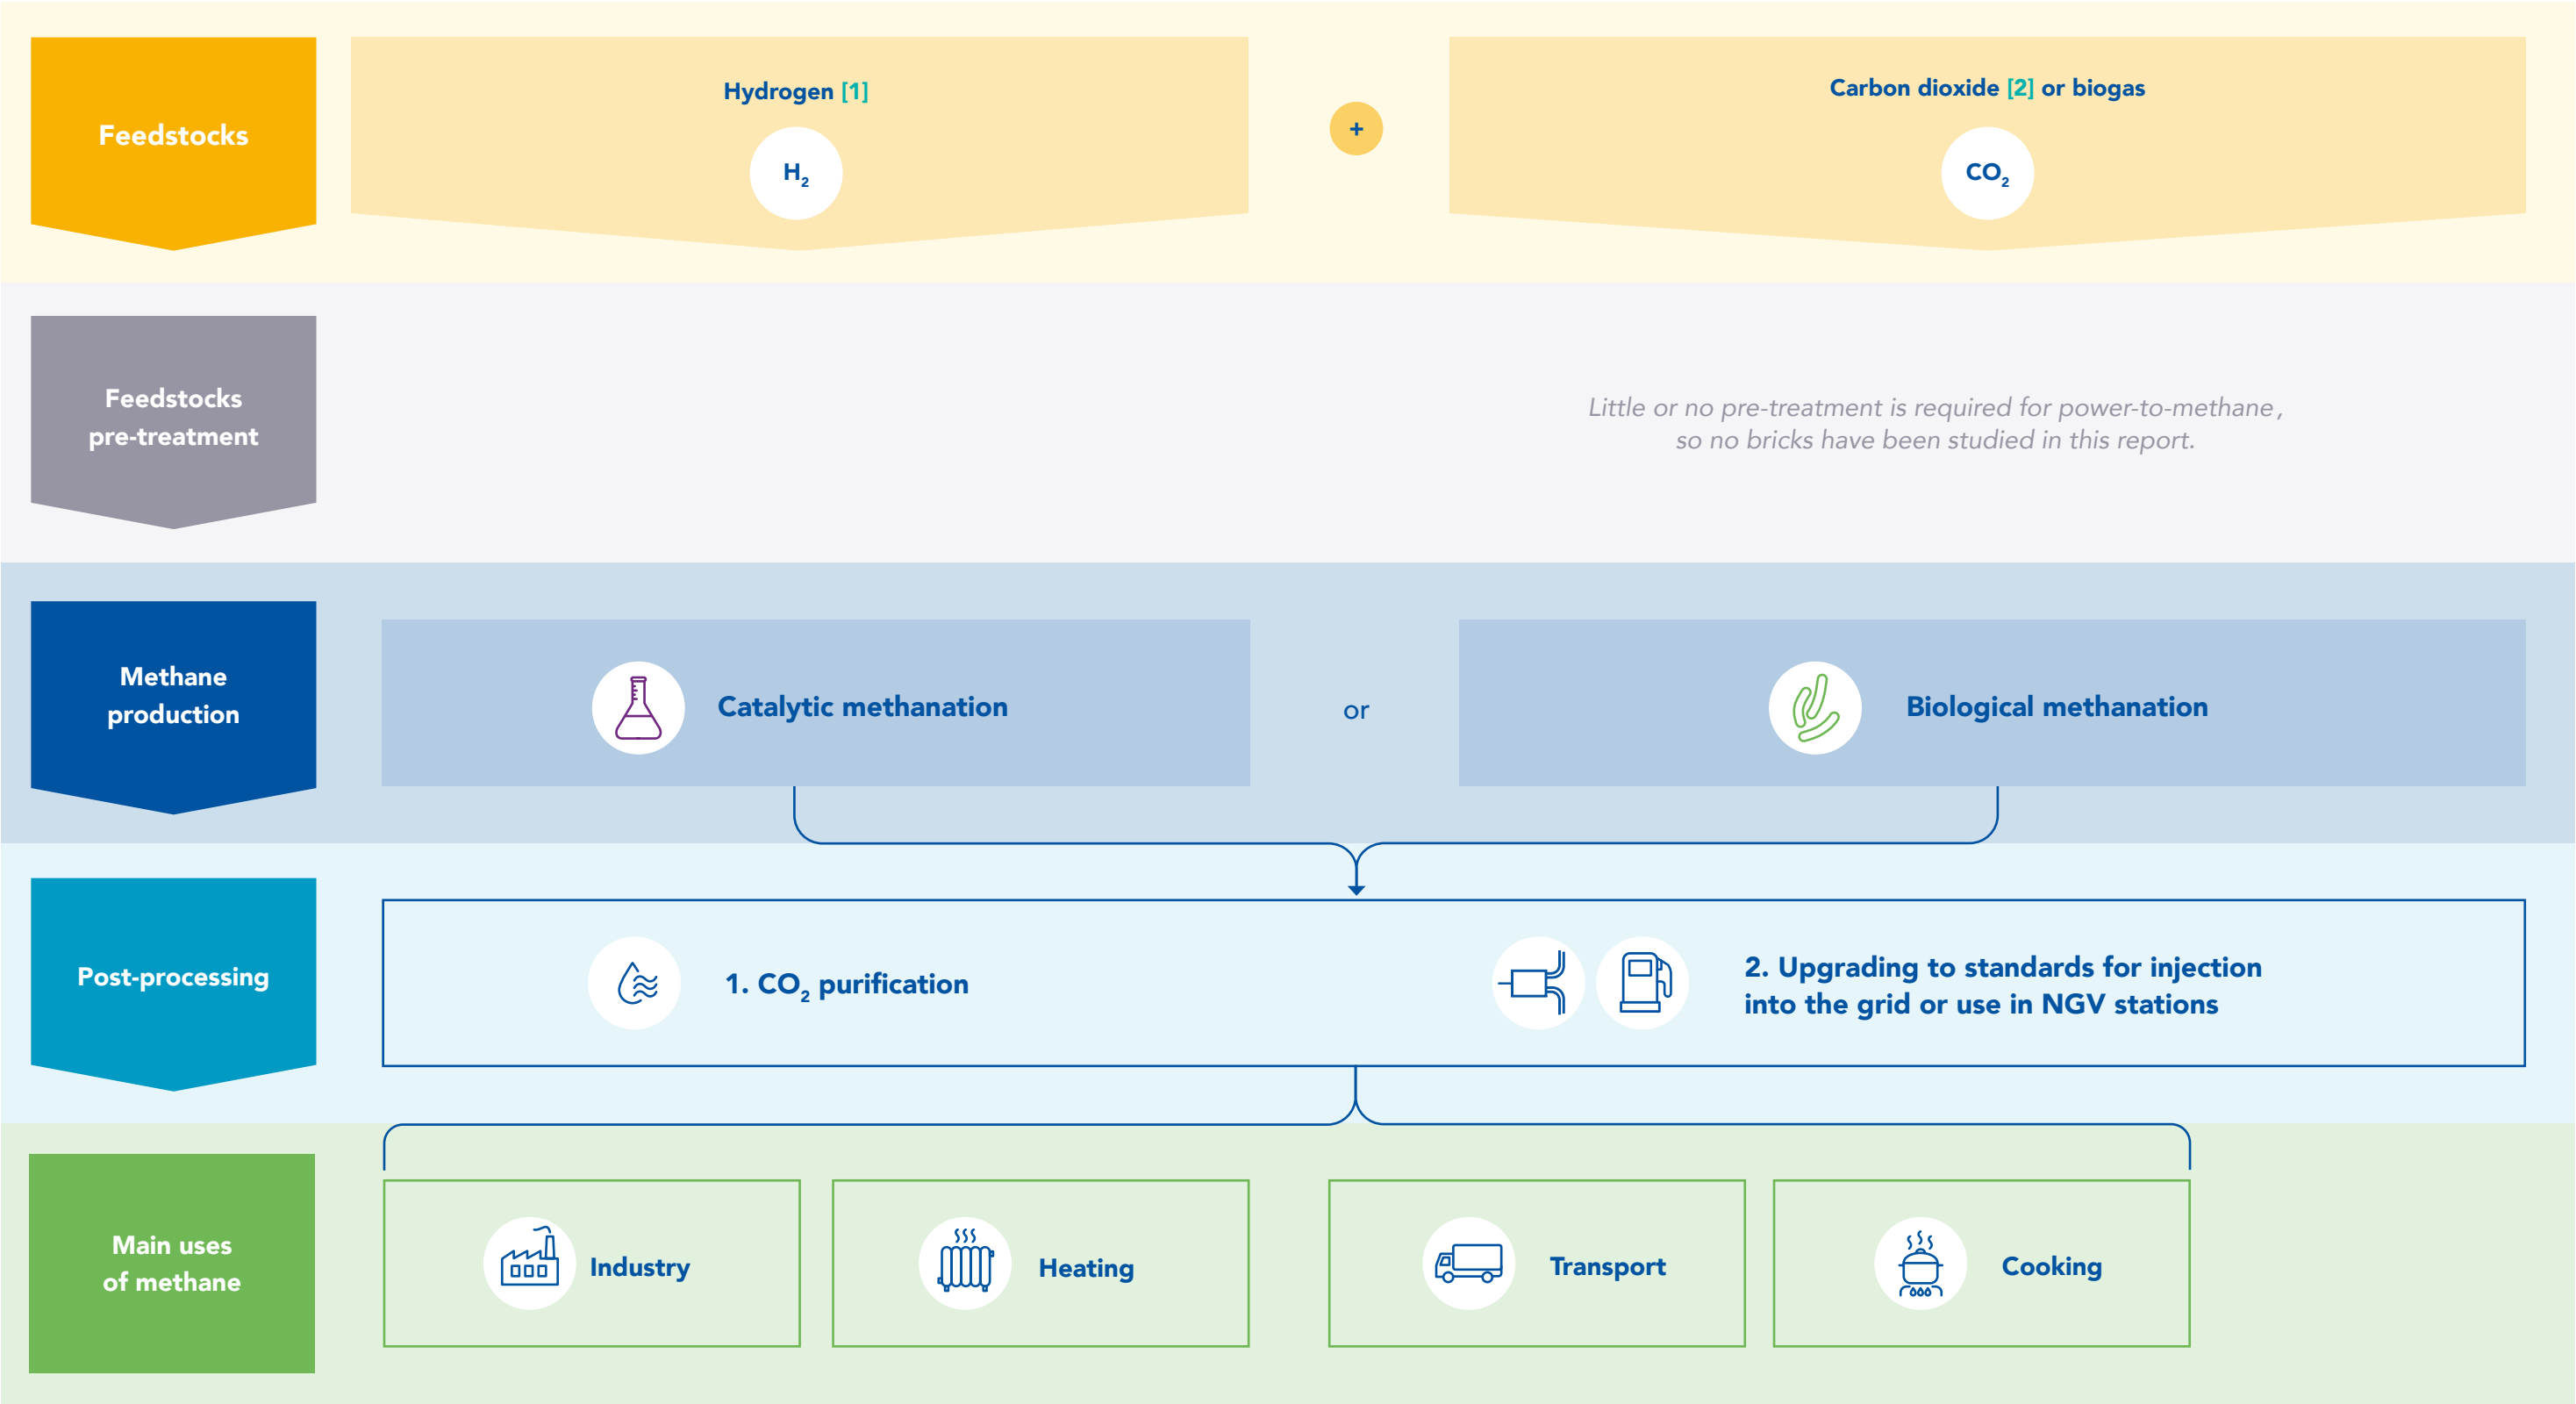 Feedstocks
Hydrogen [1]
H₂
+
Carbon dioxide [2] or biogas
CO₂
Feedstocks
pre-treatment
Little or no pre-treatment is required for power-to-methane,
so no bricks have been studied in this report.
Methane
production
Catalytic methanation
or
Biological methanation
Post-processing
1. CO₂ purification
2. Upgrading to standards for injection
into the grid or use in NGV stations
Main uses
of methane
Industry
Heating
Transport
Cooking